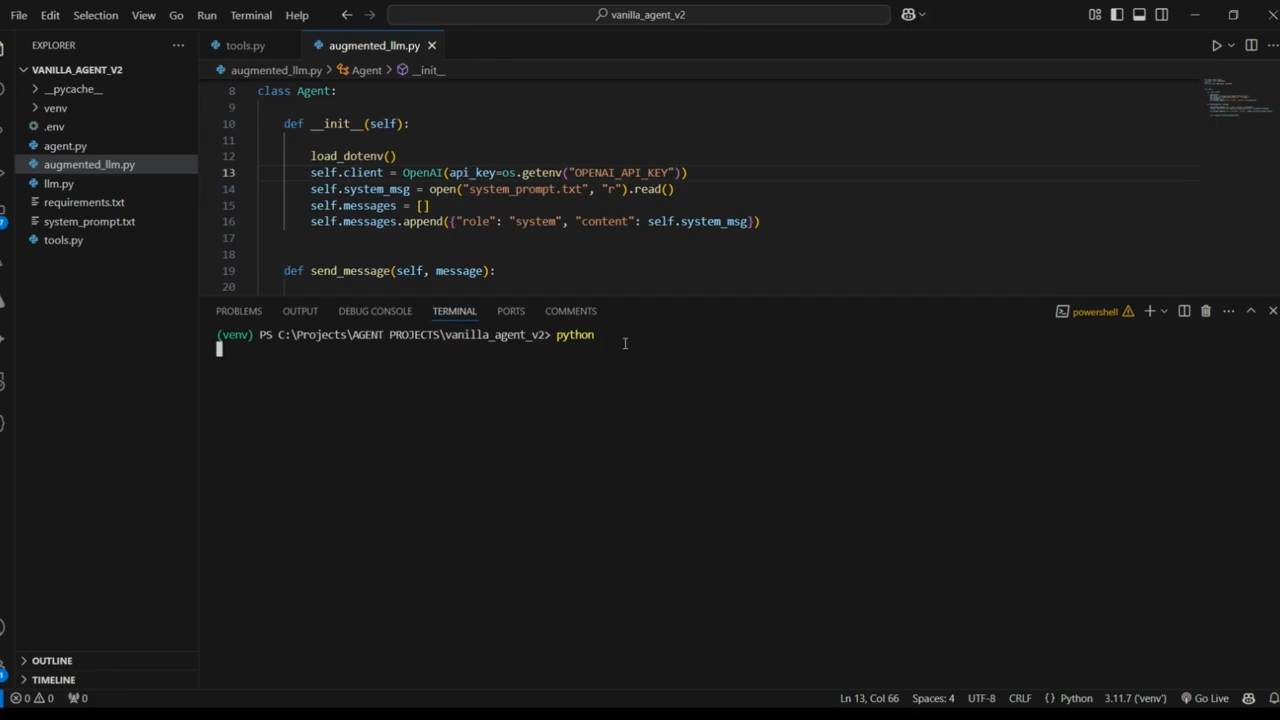 File Edit Selection View Go Run Terminal Help
vanilla_agent_v2
EXPLORER
VANILLA_AGENT_V2
__pycache__
venv
.env
agent.py
augmented_llm.py
llm.py
requirements.txt
system_prompt.txt
tools.py
OUTLINE
TIMELINE
tools.py augmented_llm.py
augmented_llm.py > Agent > __init__
8 class Agent:
9
10 def __init__(self):
11
12 load_dotenv()
13 self.client = OpenAI(api_key=os.getenv("OPENAI_API_KEY"))
14 self.system_msg = open("system_prompt.txt", "r").read()
15 self.messages = []
16 self.messages.append({"role": "system", "content": self.system_msg})
17
18
19 def send_message(self, message):
20
PROBLEMS OUTPUT DEBUG CONSOLE TERMINAL PORTS COMMENTS
powershell
(venv) PS C:\Projects\AGENT PROJECTS\vanilla_agent_v2> python
0 0 0 Ln 13, Col 66 Spaces: 4 UTF-8 CRLF {} Python 3.11.7 ('venv') Go Live